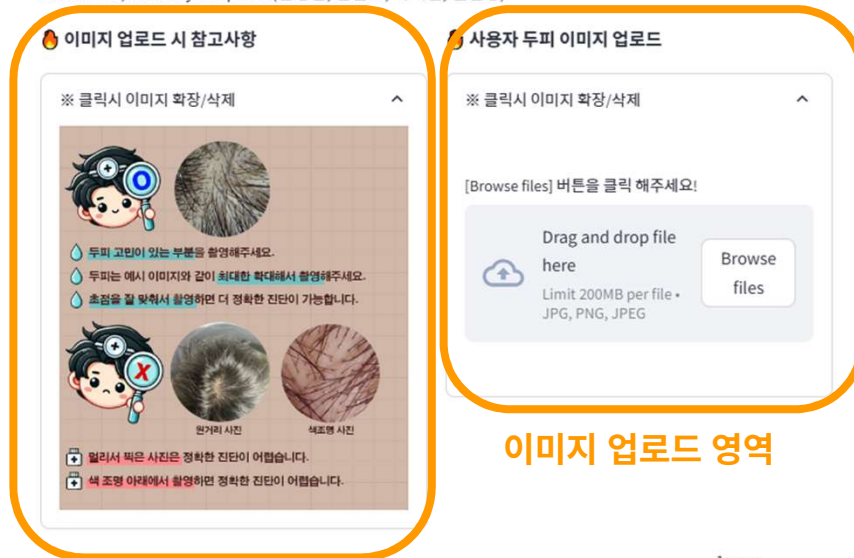 이미지 업로드 시 참고사항
※ 클릭시 이미지 확장/삭제
O
두피 고민이 있는 부분을 촬영해주세요.
두피는 예시 이미지와 같이 최대한 확대해서 촬영해주세요.
초점을 잘 맞춰서 촬영하면 더 정확한 진단이 가능합니다.
X
원거리 사진
색조명 사진
멀리서 찍은 사진은 정확한 진단이 어렵습니다.
색 조명 아래에서 촬영하면 정확한 진단이 어렵습니다.
사용자 두피 이미지 업로드
※ 클릭시 이미지 확장/삭제
[Browse files] 버튼을 클릭 해주세요!
Drag and drop file
here
Limit 200MB per file •
JPG, PNG, JPEG
Browse
files
이미지 업로드 영역